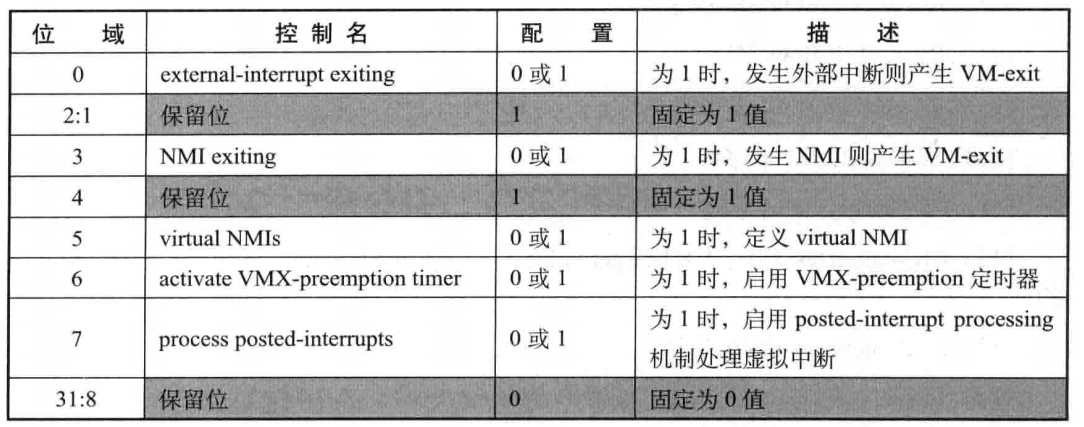 位 域 控制名 配 置 描 述
0 external-interrupt exiting 0 或 1 为 1 时，发生外部中断则产生 VM-exit
2:1 保留位 1 固定为 1 值
3 NMI exiting 0 或 1 为 1 时，发生 NMI 则产生 VM-exit
4 保留位 1 固定为 1 值
5 virtual NMIs 0 或 1 为 1 时，定义 virtual NMI
6 activate VMX-preemption timer 0 或 1 为 1 时，启用 VMX-preemption 定时器
7 process posted-interrupts 0 或 1 为 1 时，启用 posted-interrupt processing
机制处理虚拟中断
31:8 保留位 0 固定为 0 值